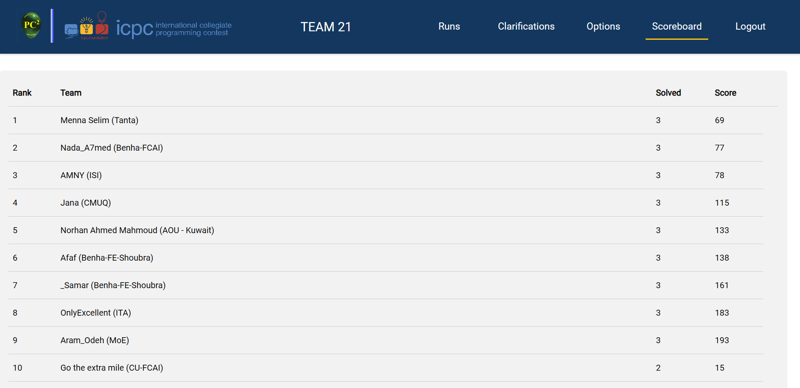 PC²
icpc international collegiate programming contest
TEAM 21
Runs Clarifications Options Scoreboard Logout
Rank Team Solved Score
1 Menna Selim (Tanta) 3 69
2 Nada_A7med (Benha-FCAI) 3 77
3 AMNY (ISI) 3 78
4 Jana (CMUQ) 3 115
5 Norhan Ahmed Mahmoud (AOU - Kuwait) 3 133
6 Afaf (Benha-FE-Shoubra) 3 138
7 _Samar (Benha-FE-Shoubra) 3 161
8 OnlyExcellent (ITA) 3 183
9 Aram_Odeh (MoE) 3 193
10 Go the extra mile (CU-FCAI) 2 15